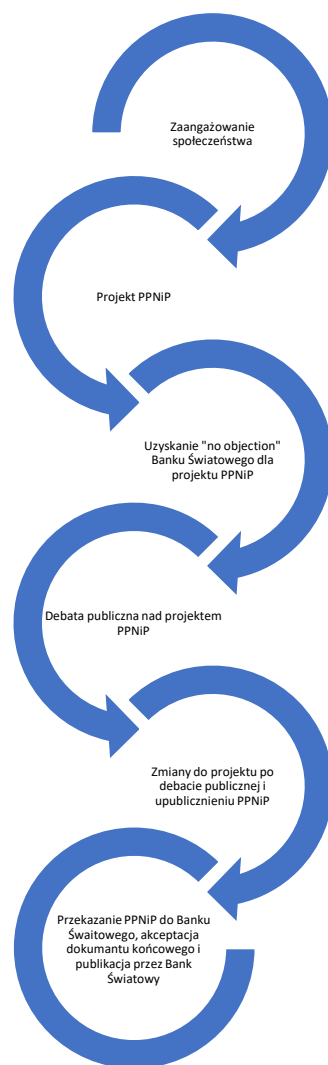 Zaangażowanie
społeczeństwa
Projekt PPNiP
Uzyskanie "no objection"
Banku Światowego dla
projektu PPNiP
Debata publiczna nad projektem
PPNiP
Zmiany do projektu po
debacie publicznej i
upublicznieniu PPNiP
Przekazanie PPNiP do Banku
Śwaitowego, akceptacja
dokumantu końcowego i
publikacja przez Bank
Światowy